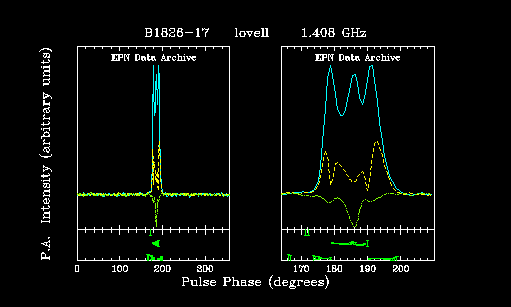 B1826-17 lovell 1.408 GHz
EPN Data Archive EPN Data Archive
P.A. Intensity (arbitrary units)
0 100 200 300 170 180 190 200
Pulse Phase (degrees)